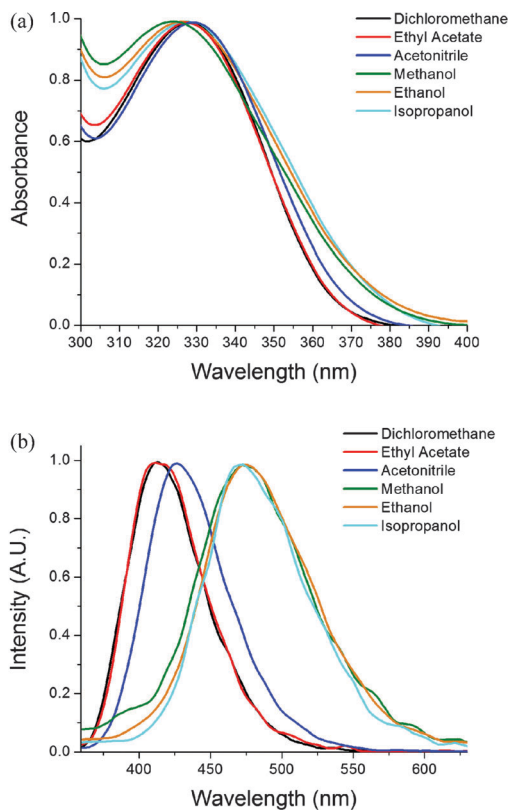 (a)
Dichloromethane
Ethyl Acetate
Acetonitrile
Methanol
Ethanol
Isopropanol
Absorbance
1.0
0.8
0.6
0.4
0.2
0.0
300 310 320 330 340 350 360 370 380 390 400
Wavelength (nm)
(b)
Dichloromethane
Ethyl Acetate
Acetonitrile
Methanol
Ethanol
Isopropanol
Intensity (A.U.)
1.0
0.8
0.6
0.4
0.2
0.0
400 450 500 550 600
Wavelength (nm)